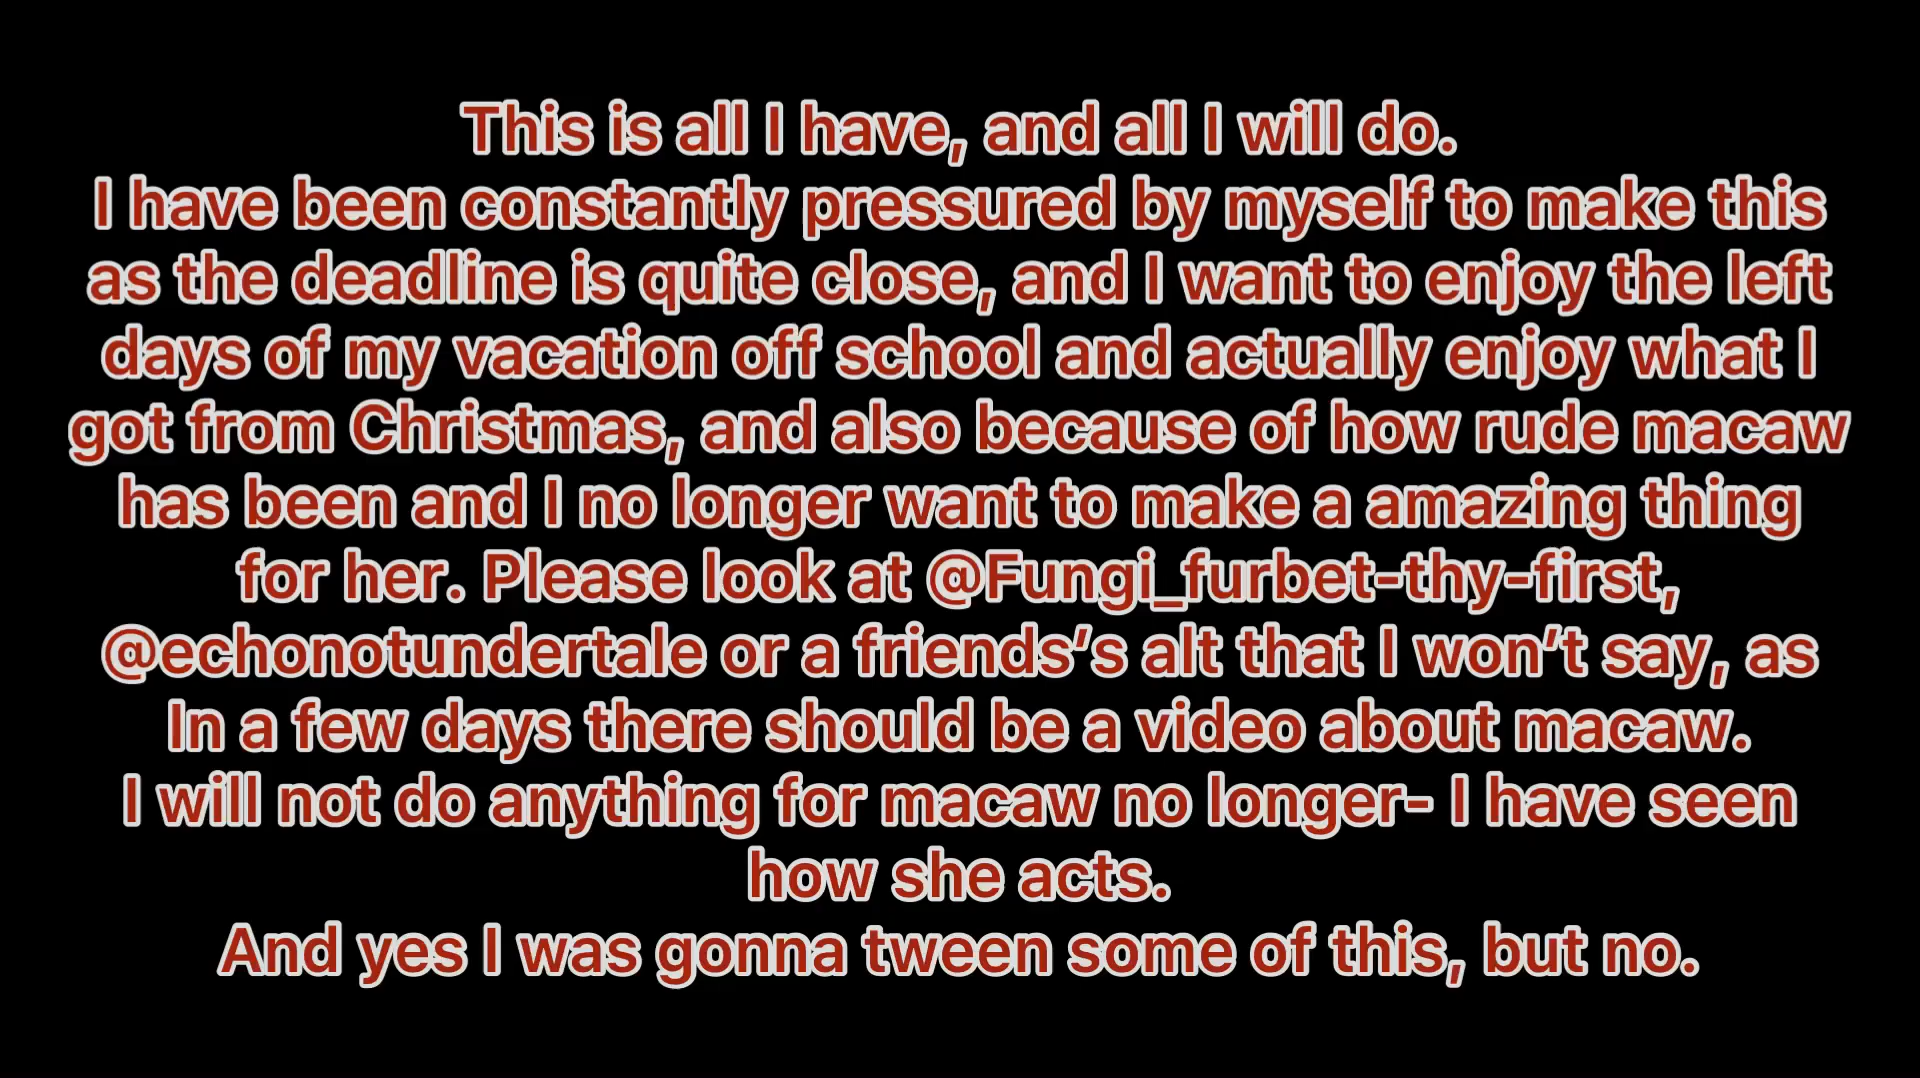 This is all I have, and all I will do.
I have been constantly pressured by myself to make this
as the deadline is quite close, and I want to enjoy the left
days of my vacation off school and actually enjoy what I
got from Christmas, and also because of how rude macaw
has been and I no longer want to make a amazing thing
for her. Please look at @Fungi_furbet-thy-first,
@echonotundertale or a friends’s alt that I won’t say, as
In a few days there should be a video about macaw.
I will not do anything for macaw no longer- I have seen
how she acts.
And yes I was gonna tween some of this, but no.